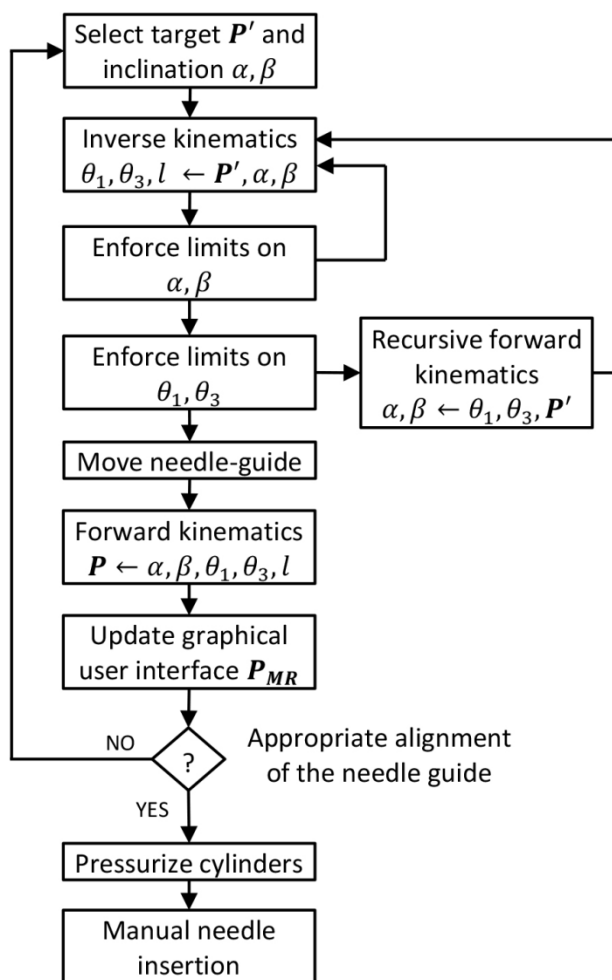 Select target 𝑷′ and
inclination 𝛼, 𝛽
Inverse kinematics
𝜃₁, 𝜃₃, 𝑙 ← 𝑷′, 𝛼, 𝛽
Enforce limits on
𝛼, 𝛽
Enforce limits on
𝜃₁, 𝜃₃
Recursive forward
kinematics
𝛼, 𝛽 ← 𝜃₁, 𝜃₃, 𝑷′
Move needle-guide
Forward kinematics
𝑷 ← 𝛼, 𝛽, 𝜃₁, 𝜃₃, 𝑙
Update graphical
user interface 𝑷𝑴𝑹
NO
?
Appropriate alignment
of the needle guide
YES
Pressurize cylinders
Manual needle
insertion